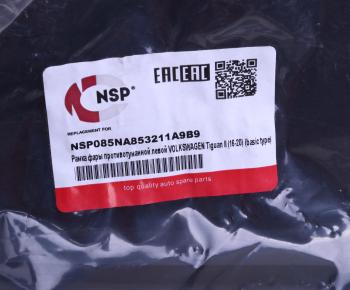 NSP®
EAC EAC
REPLACEMENT FOR
NSP085NA853211A9B9
Рамка фары противотуманной левой VOLKSWAGEN Tiguan II (16-20) (basic type)
top quality auto spare parts